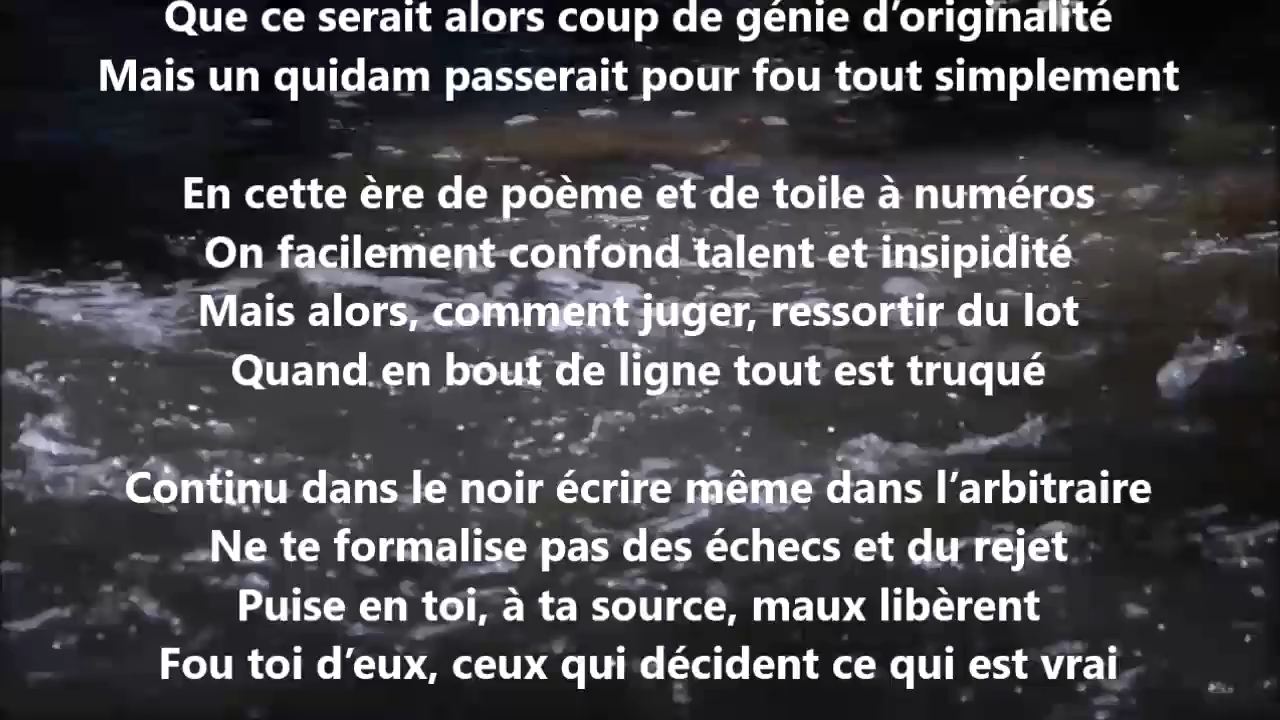 Que ce serait alors coup de génie d’originalité
Mais un quidam passerait pour fou tout simplement
En cette ère de poème et de toile à numéros
On facilement confond talent et insipidité
Mais alors, comment juger, ressortir du lot
Quand en bout de ligne tout est truqué
Continu dans le noir écrire même dans l’arbitraire
Ne te formalise pas des échecs et du rejet
Puise en toi, à ta source, maux libèrent
Fou toi d’eux, ceux qui décident ce qui est vrai